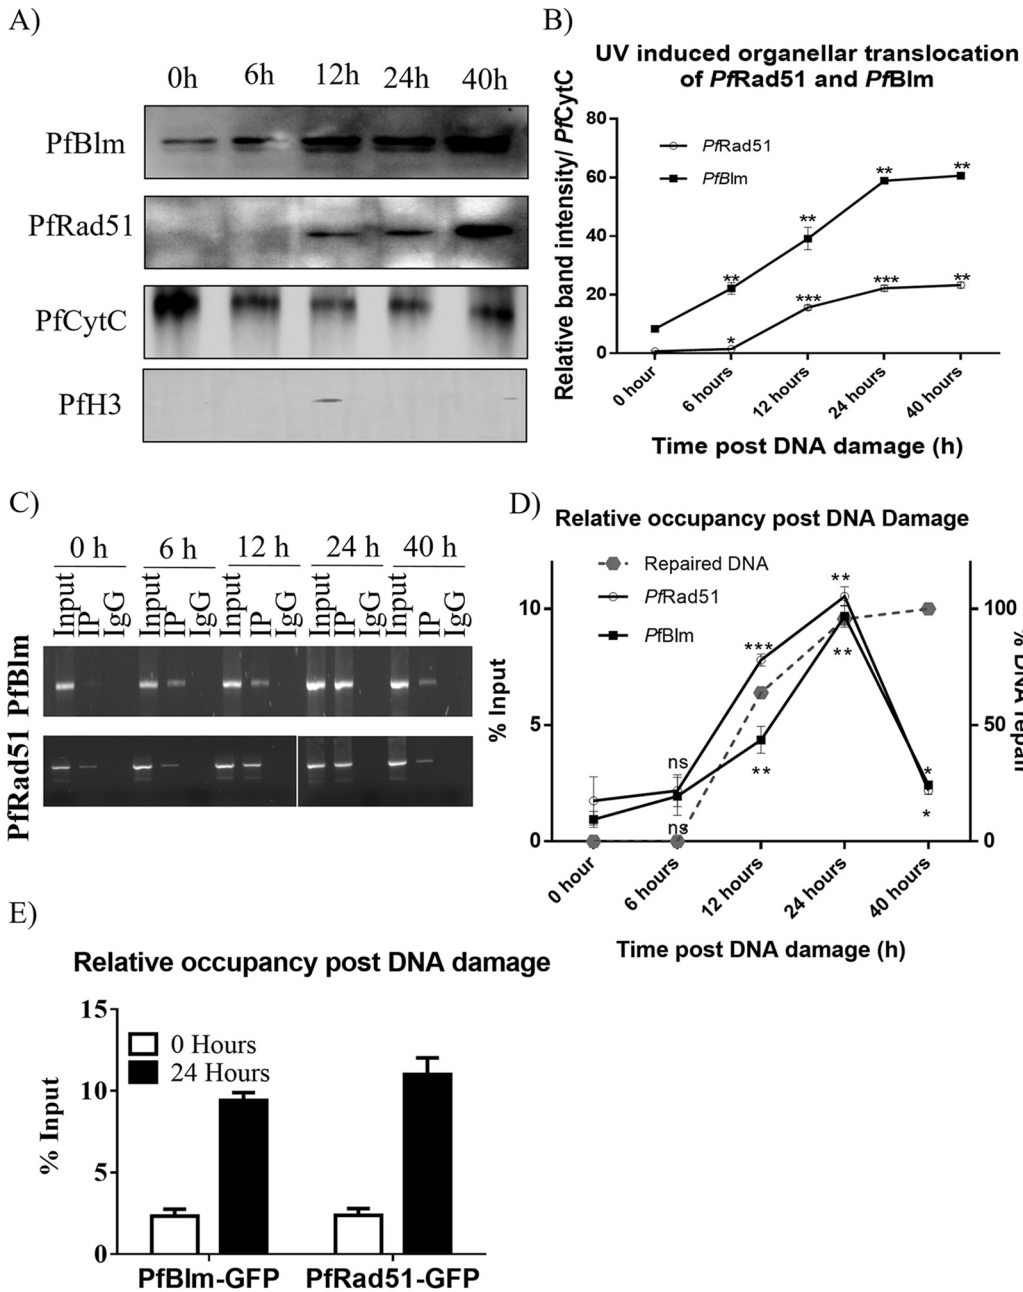 A)
0h 6h 12h 24h 40h
PfBlm
PfRad51
PfCytC
PfH3
B)
UV induced organellar translocation
of PfRad51 and PfBlm
Relative band intensity/ PfCytC
80
60
40
20
0
PfRad51
PfBlm
** ** ** ** **
* *** *** **
0 hour 6 hours 12 hours 24 hours 40 hours
Time post DNA damage (h)
C)
0 h 6 h 12 h 24 h 40 h
Input IP IgG Input IP IgG Input IP IgG Input IP IgG Input IP IgG
PfBlm
PfRad51
D)
Relative occupancy post DNA Damage
Repaired DNA
PfRad51
PfBlm
% Input
10
5
0
100
50
0
% DNA repair
ns *** ** *
ns ** ** *
0 hour 6 hours 12 hours 24 hours 40 hours
Time post DNA damage (h)
E)
Relative occupancy post DNA damage
% Input
15
10
5
0
0 Hours
24 Hours
PfBlm-GFP PfRad51-GFP